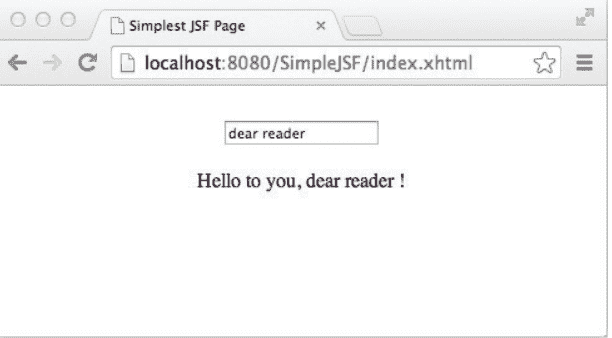 Simplest JSF Page
localhost:8080/SimpleJSF/index.xhtml
dear reader
Hello to you, dear reader !